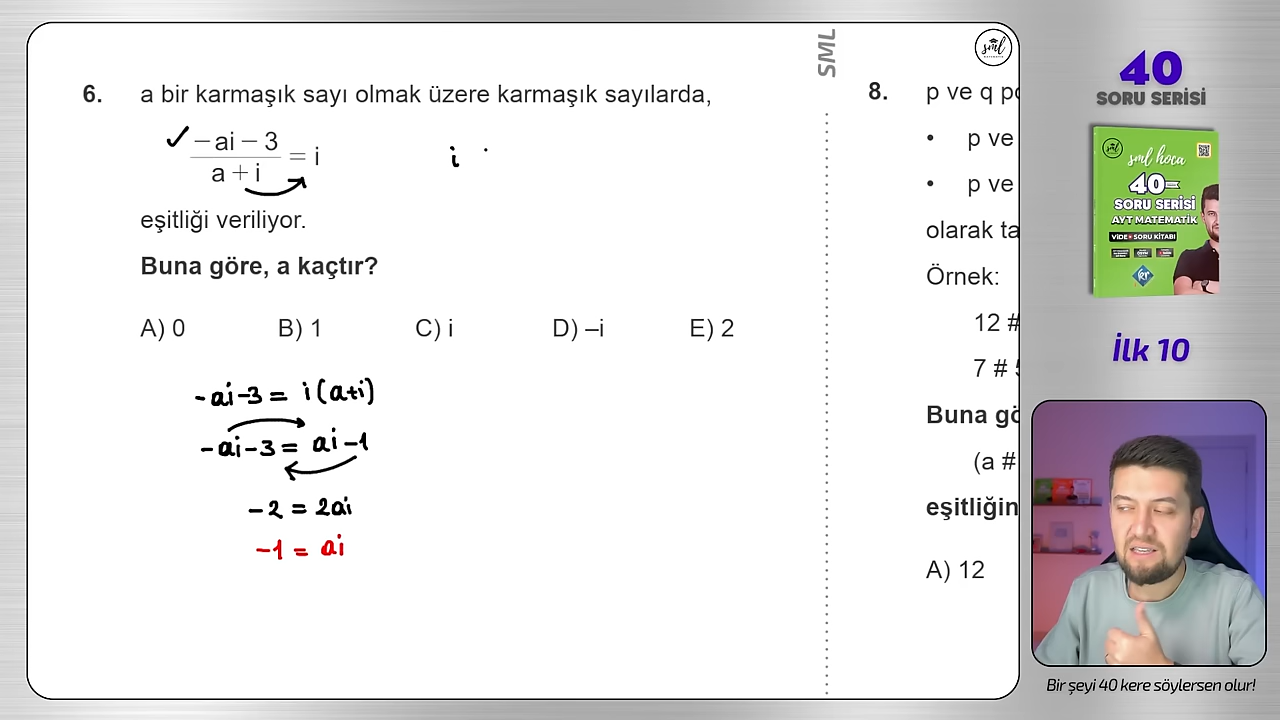 SML
sml
6. a bir karmaşık sayı olmak üzere karmaşık sayılarda,
−ai − 3
a + i
= i
i
eşitliği veriliyor.
Buna göre, a kaçtır?
A) 0 B) 1 C) i D) –i E) 2
-ai-3 = i(a+i)
-ai-3 = ai-1
-2 = 2ai
-1 = ai
8. p ve q po
• p ve
• p ve
olarak ta
Örnek:
12 #
7 # 5
Buna gö
(a #
eşitliğin
A) 12
40
SORU SERİSİ
sml hoca
40
SORU SERİSİ
AYT MATEMATİK
VİDEO SORU KİTABI
İlk 10
Bir şeyi 40 kere söylersen olur!